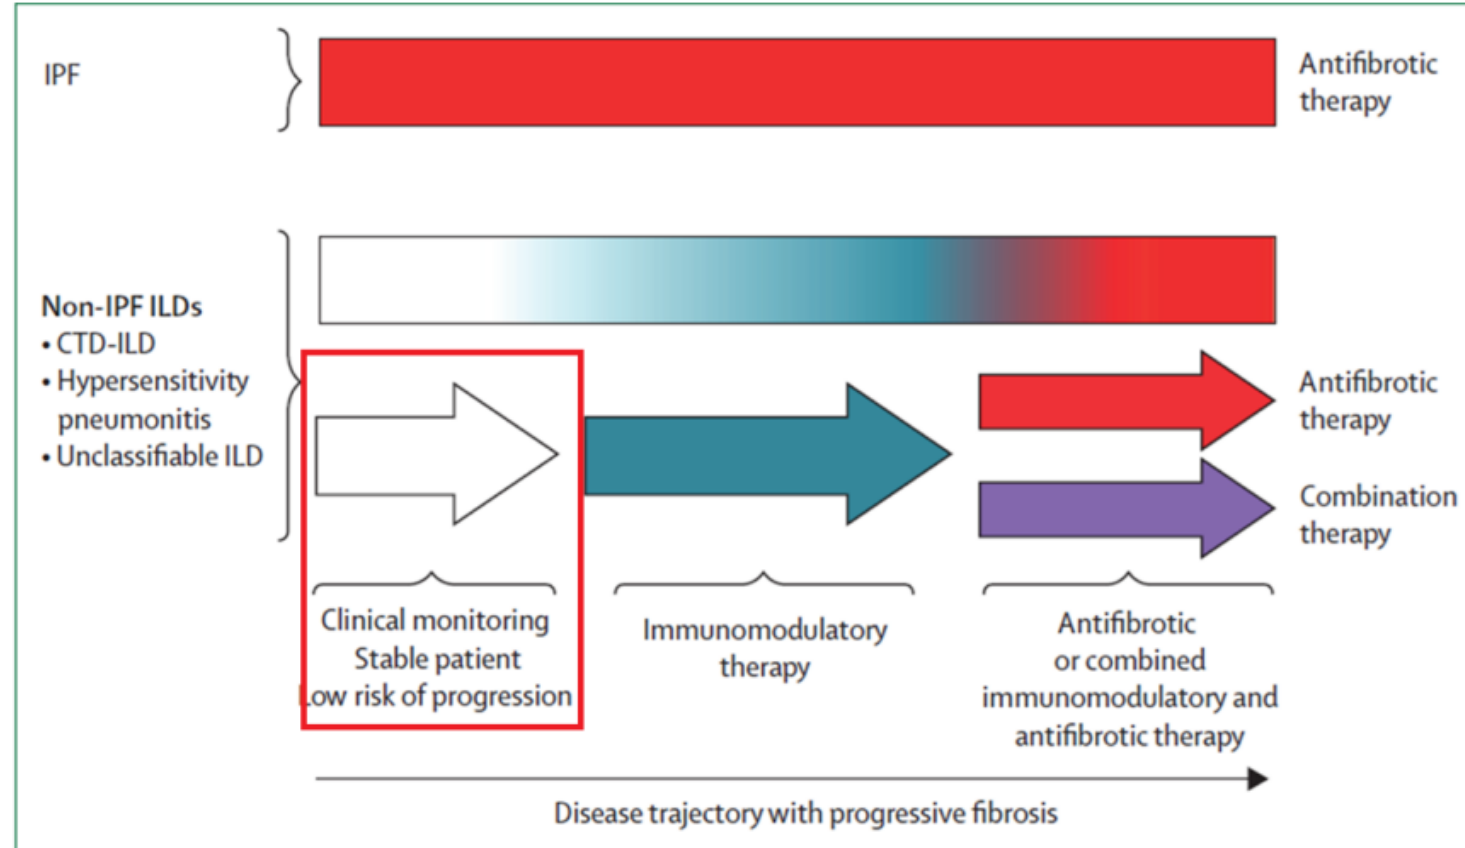 IPF
Antifibrotic
therapy
Non-IPF ILDs
• CTD-ILD
• Hypersensitivity
pneumonitis
• Unclassifiable ILD
Antifibrotic
therapy
Combination
therapy
Clinical monitoring
Stable patient
Low risk of progression
Immunomodulatory
therapy
Antifibrotic
or combined
immunomodulatory and
antifibrotic therapy
Disease trajectory with progressive fibrosis